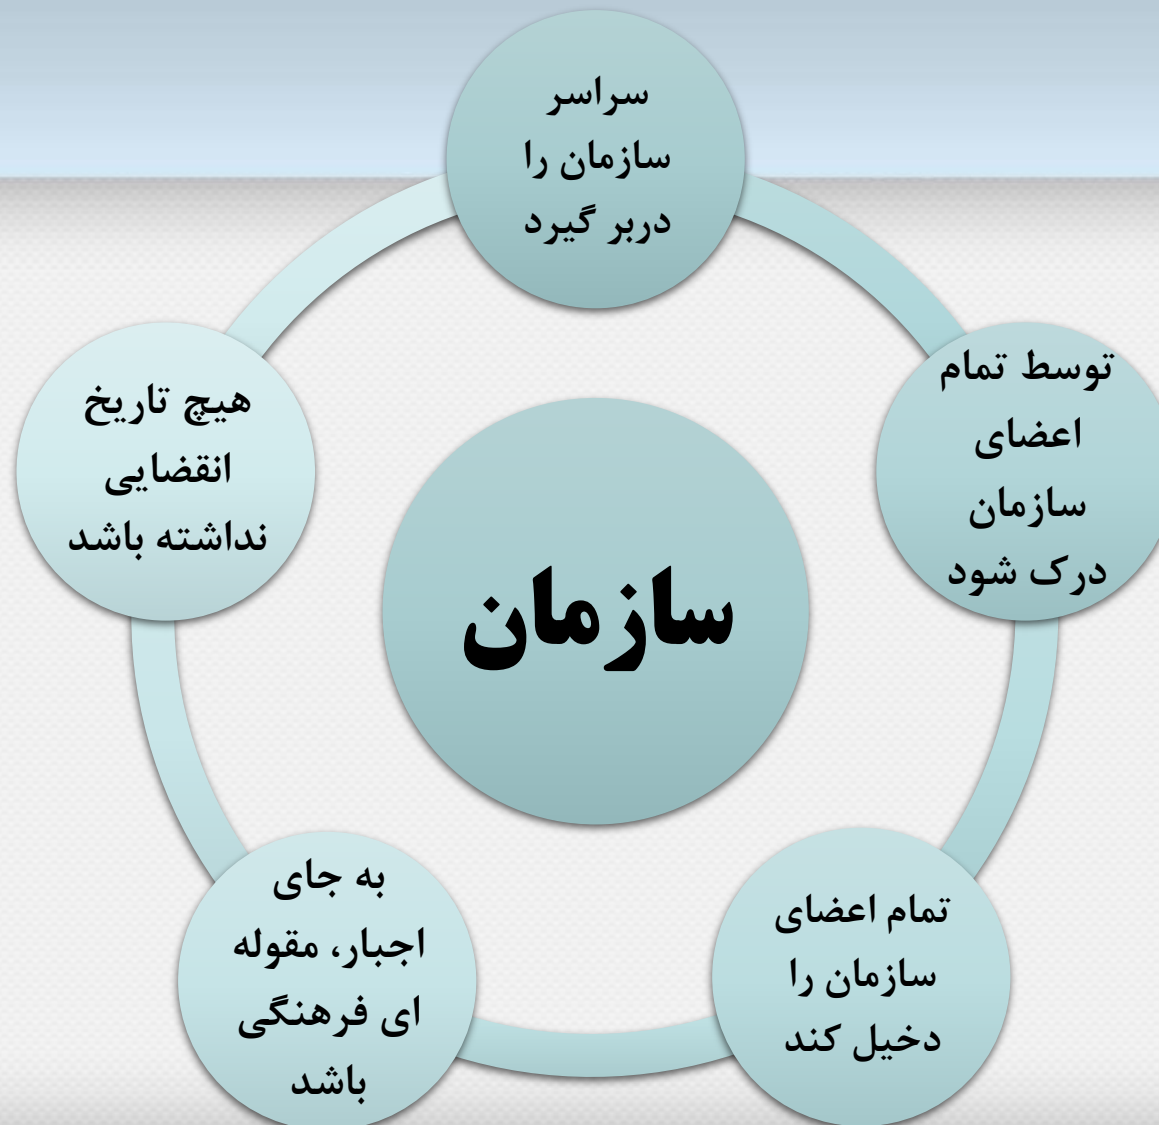 سراسر
سازمان را
دربر گیرد
توسط تمام
اعضای
سازمان
درک شود
تمام اعضای
سازمان را
دخیل کند
به جای
اجبار، مقوله
ای فرهنگی
باشد
هیچ تاریخ
انقضایی
نداشته باشد
سازمان